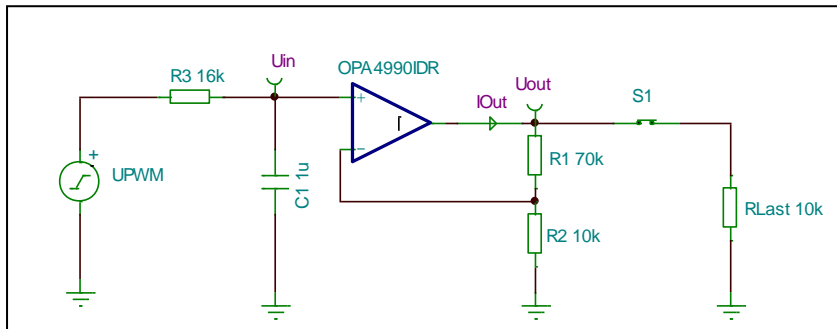 Uin
OPA4990IDR
R3 16k
IOut
Uout
S1
+
+
-
UPWM
C1 1u
R1 70k
R2 10k
RLast 10k